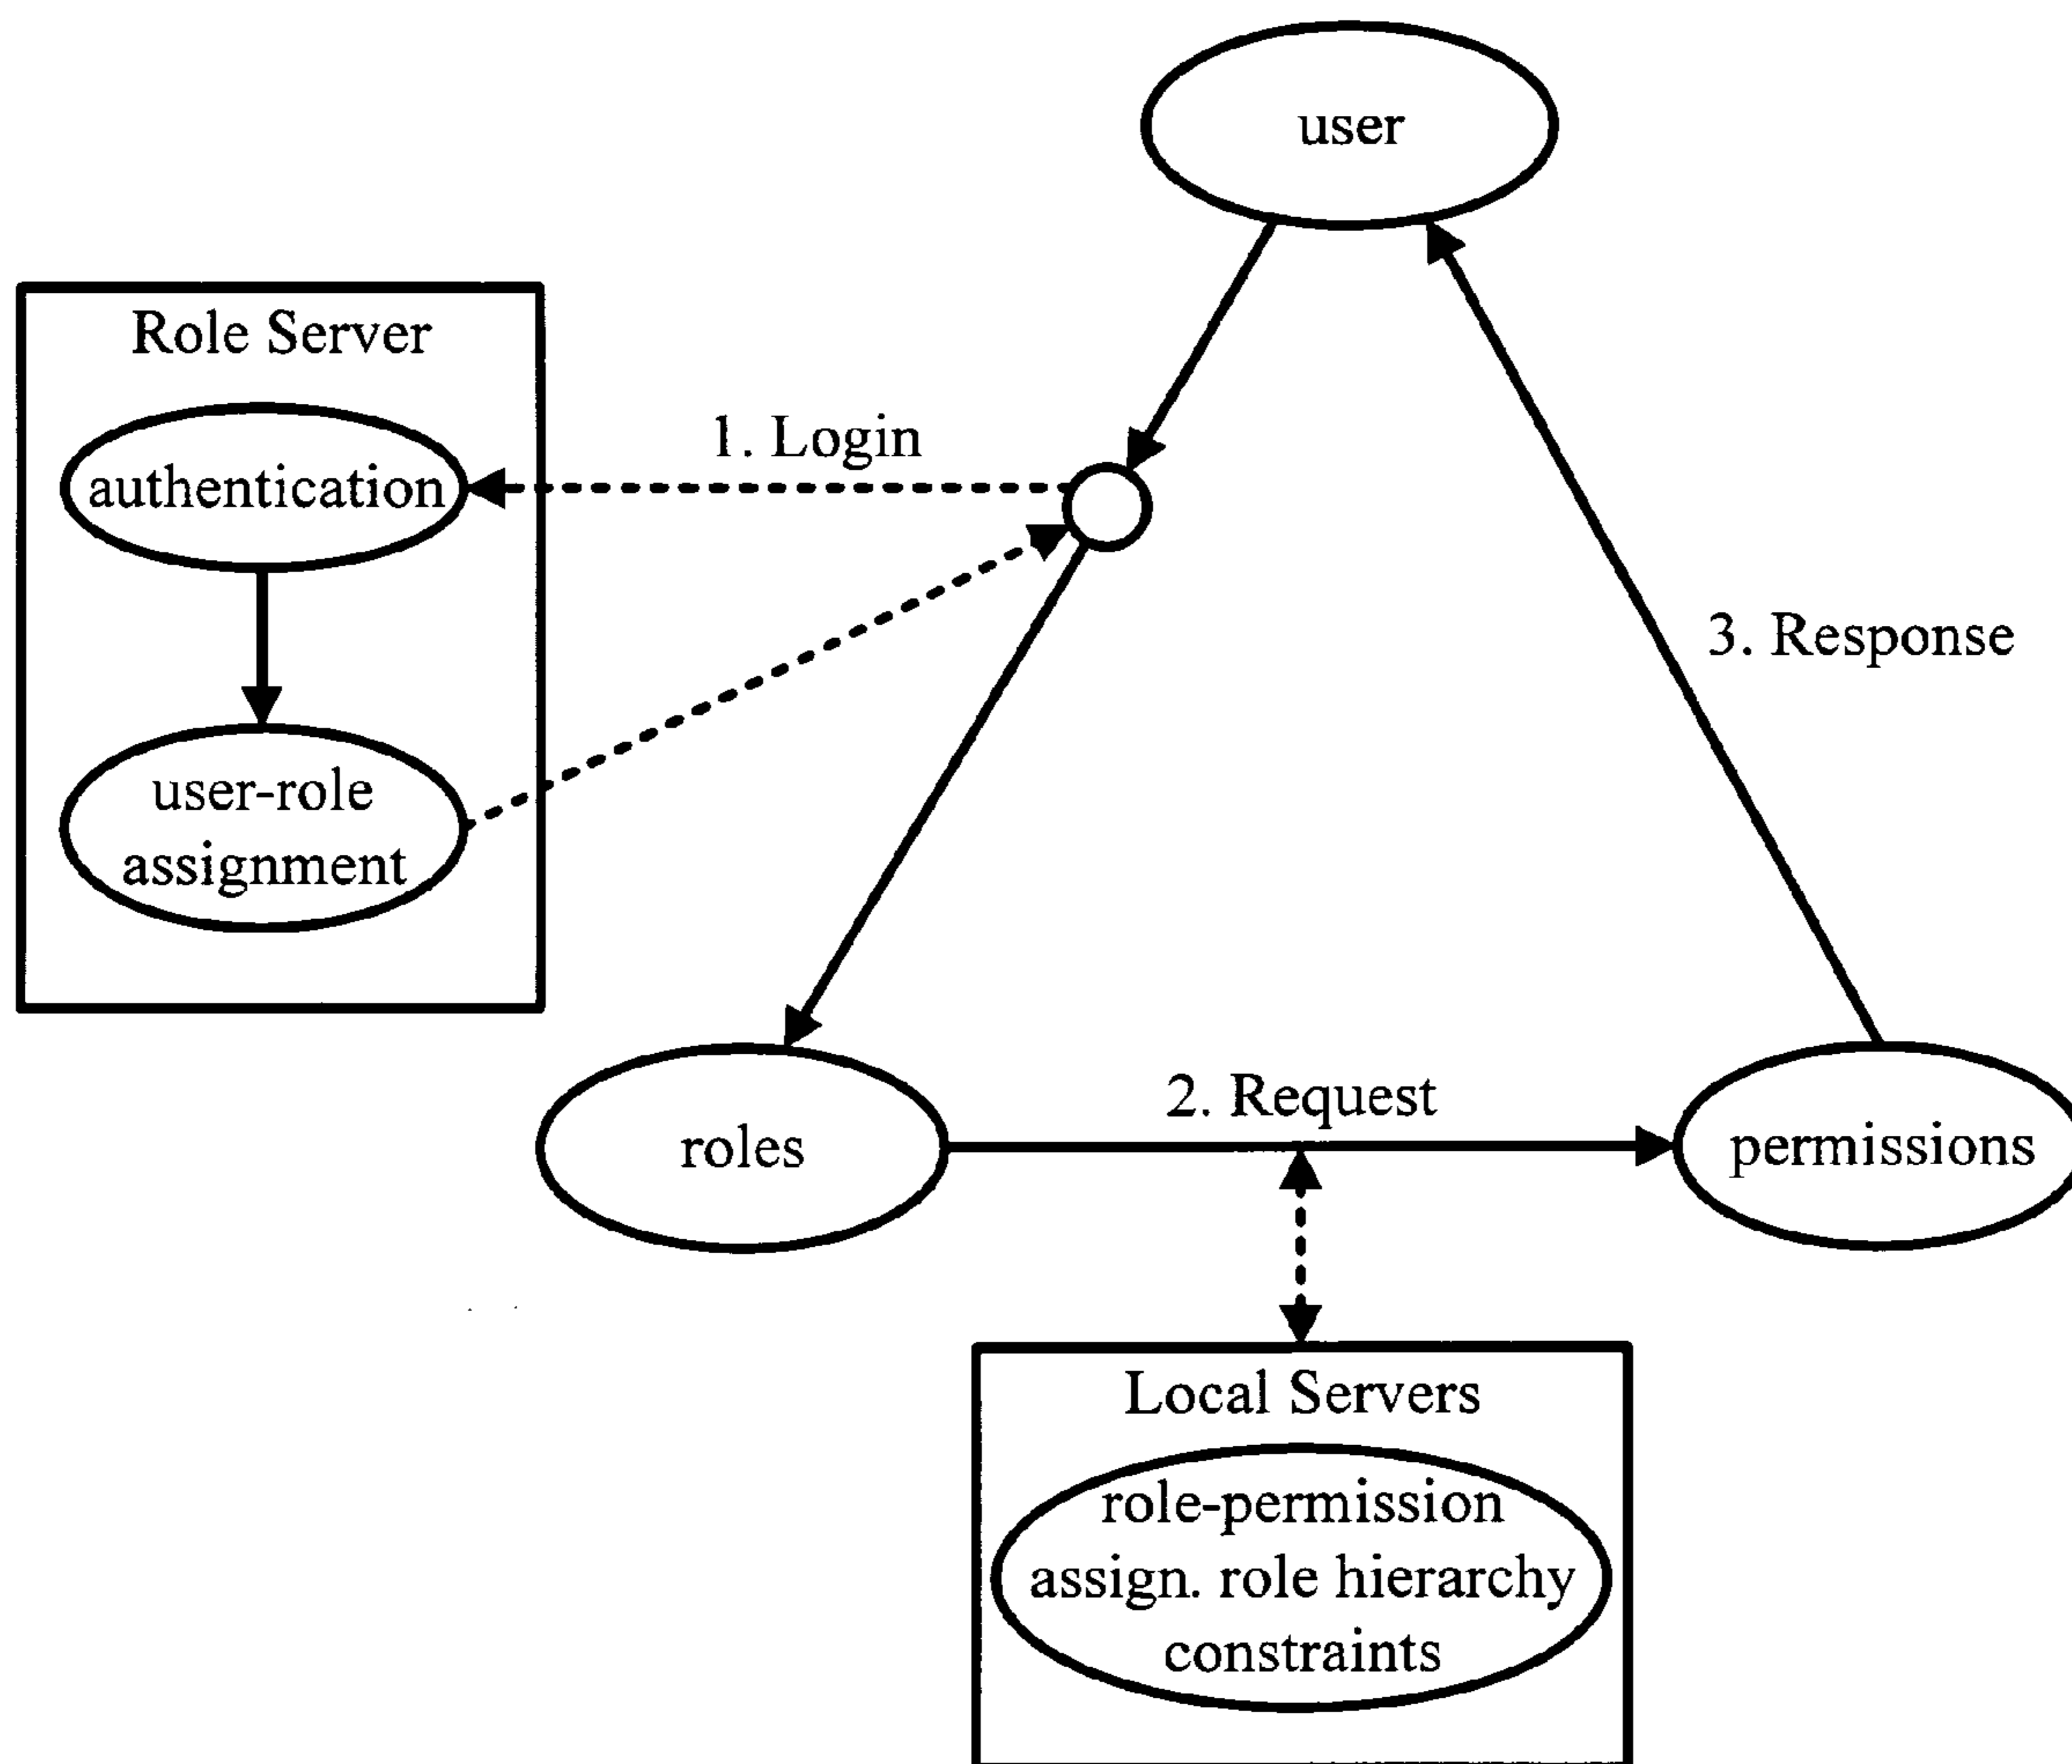 user
Role Server
1. Login
authentication
3. Response
user-role
assignment
2. Request
roles
permissions
Local Servers
role-permission
assign. role hierarchy
constraints